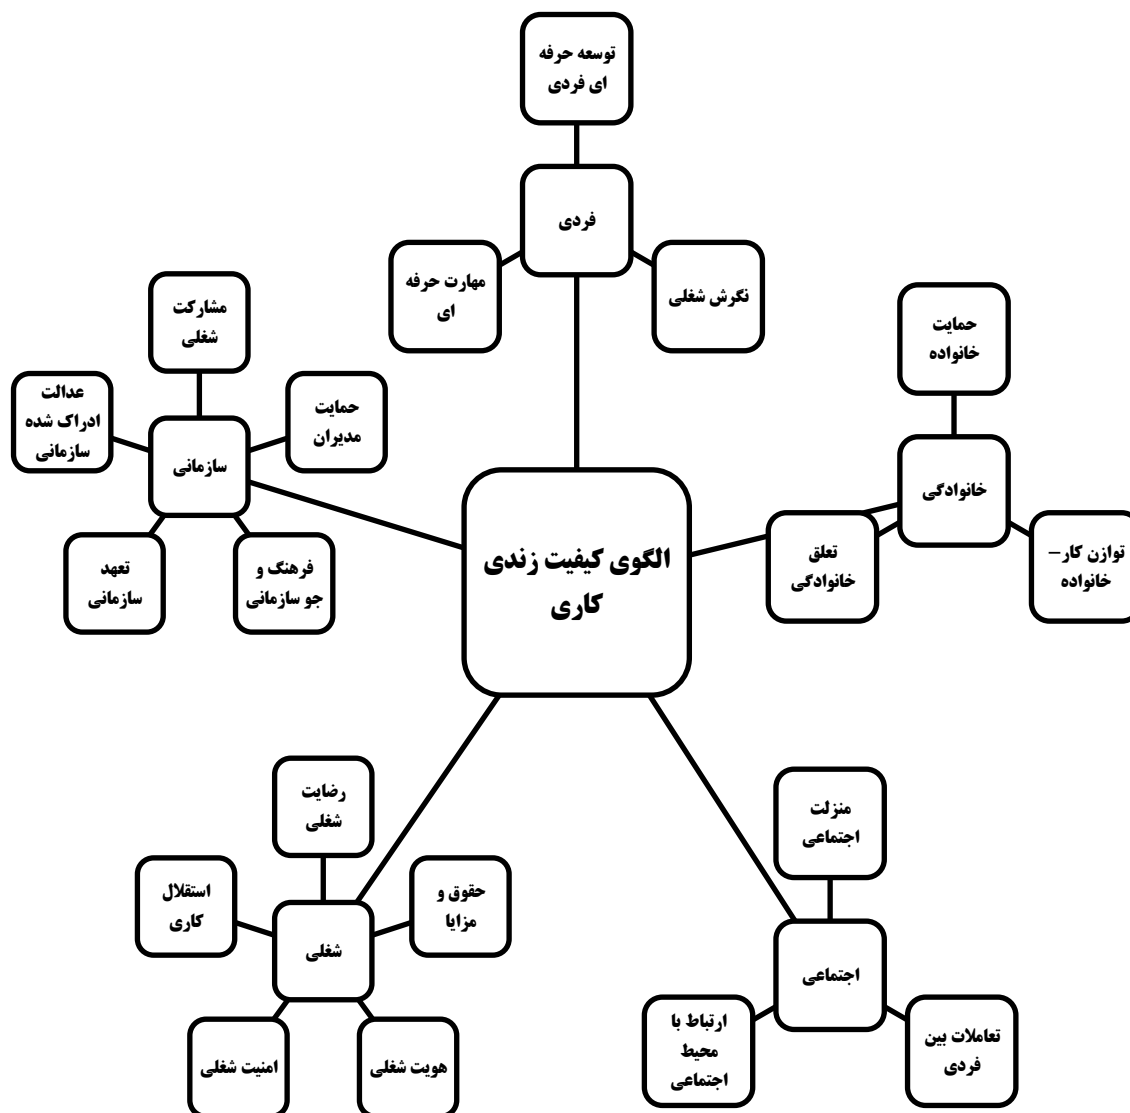 توسعه حرفه
ای فردی
فردی
مهارت حرفه
ای
نگرش شغلی
مشارکت
شغلی
حمایت
خانواده
عدالت
ادراک شده
سازمانی
حمایت
مدیران
سازمانی
خانوادگی
تعهد
سازمانی
فرهنگ و
جو سازمانی
تعلق
خانوادگی
توازن کار–
خانواده
الگوی کیفیت زندی
کاری
رضایت
شغلی
منزلت
اجتماعی
استقلال
کاری
حقوق و
مزایا
شغلی
اجتماعی
امنیت شغلی
هویت شغلی
ارتباط با
محیط
اجتماعی
تعاملات بین
فردی